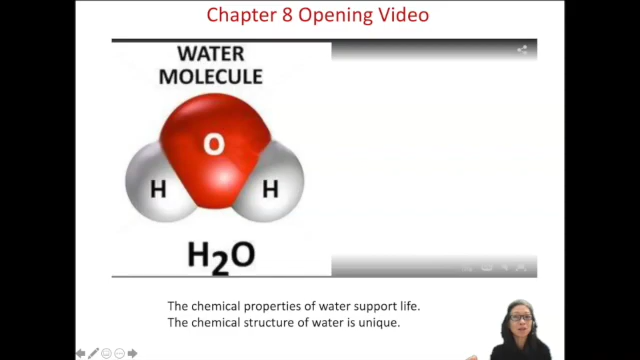 Chapter 8 Opening Video
WATER
MOLECULE
O
H H
H₂O
The chemical properties of water support life.
The chemical structure of water is unique.